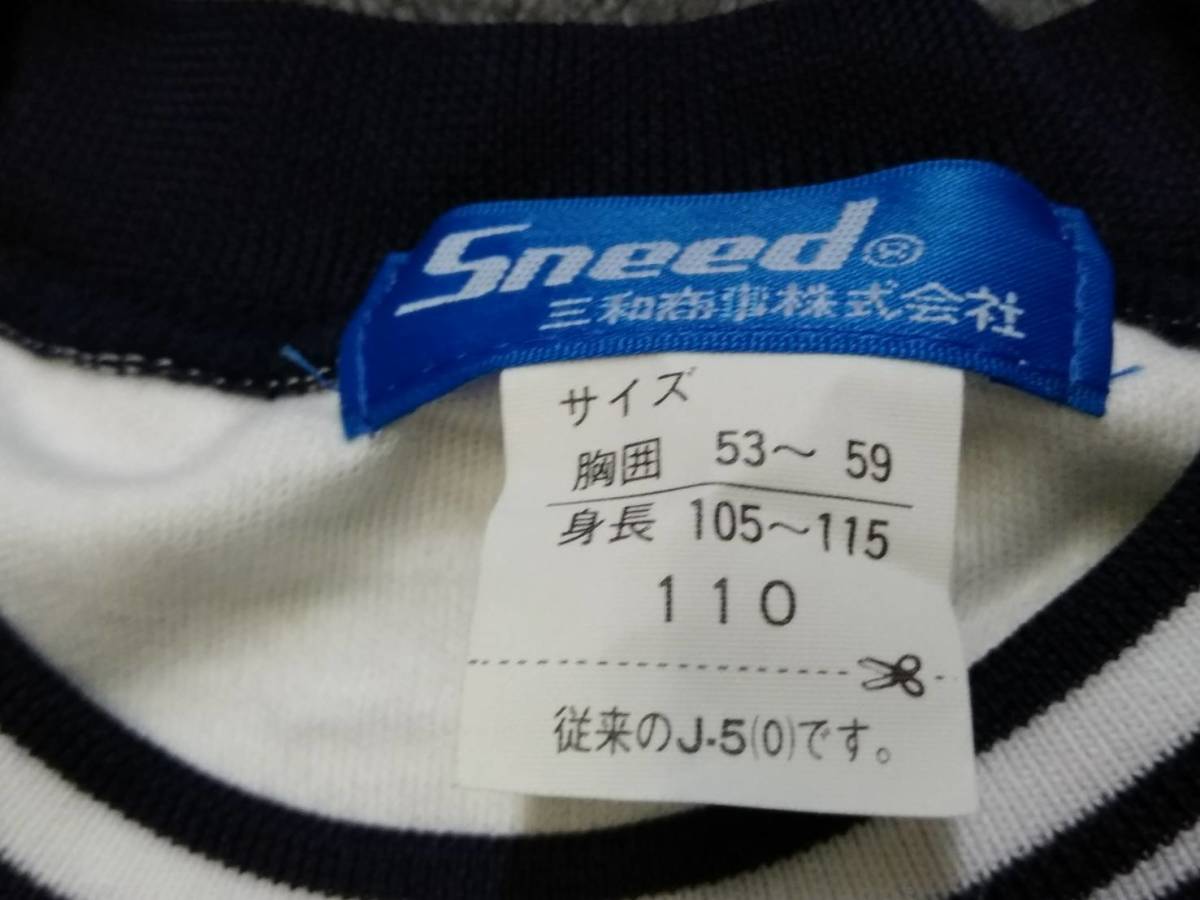 Sneed®
三和商事株式会社
サイズ
胸囲 53～59
身長 105～115
110
従来のJ-5(0)です。